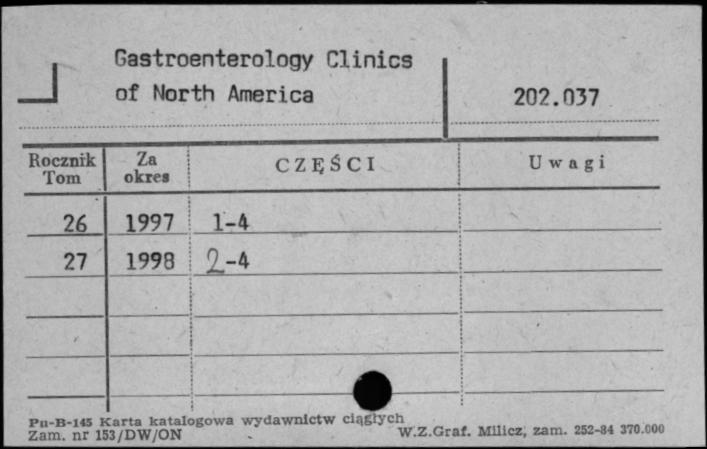 Gastroenterology Clinics
of North America
202.037
Rocznik Tom
Za okres
CZĘŚCI
Uwagi
26 1997 1-4
27 1998 2-4
Pu-B-145 Karta katalogowa wydawnictw ciągłych
Zam. nr 153/DW/ON
W.Z.Graf. Milicz, zam. 252-84 370.000